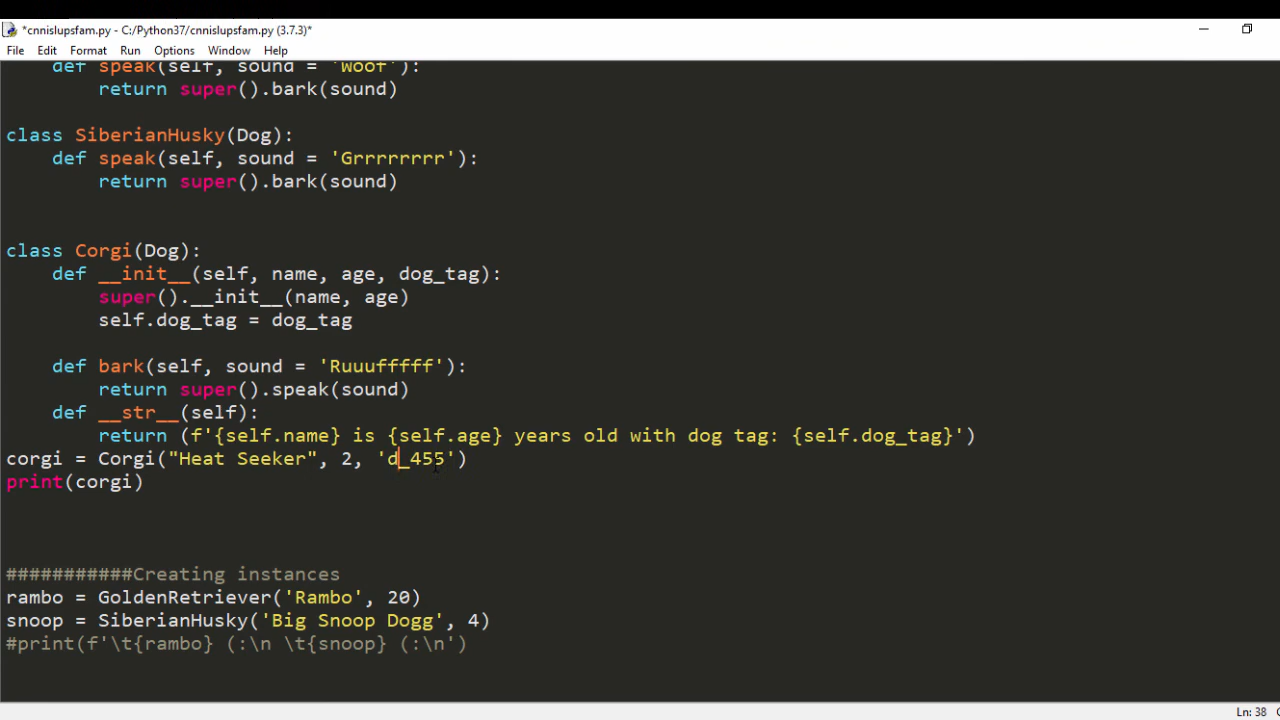 *cnnislupsfam.py - C:/Python37/cnnislupsfam.py (3.7.3)*
File Edit Format Run Options Window Help
def speak(self, sound = 'Woof'):
return super().bark(sound)
class SiberianHusky(Dog):
def speak(self, sound = 'Grrrrrrrr'):
return super().bark(sound)
class Corgi(Dog):
def __init__(self, name, age, dog_tag):
super().__init__(name, age)
self.dog_tag = dog_tag
def bark(self, sound = 'Ruuufffff'):
return super().speak(sound)
def __str__(self):
return (f'{self.name} is {self.age} years old with dog tag: {self.dog_tag}')
corgi = Corgi("Heat Seeker", 2, 'd_455')
print(corgi)
###########Creating instances
rambo = GoldenRetriever('Rambo', 20)
snoop = SiberianHusky('Big Snoop Dogg', 4)
#print(f'\t{rambo} (:\n \t{snoop} (:\n')
Ln: 38